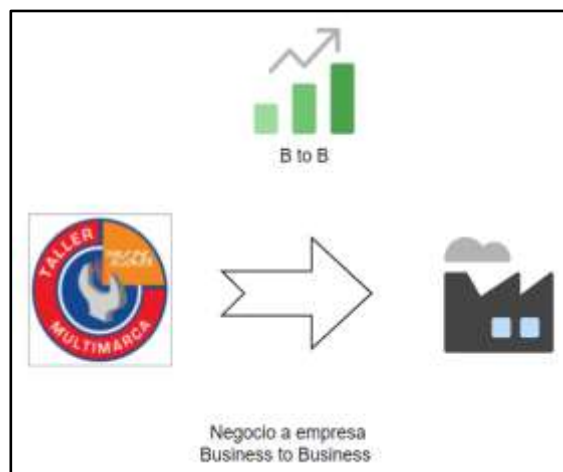 B to B
TALLER
MULTIMARCA
Negocio a empresa
Business to Business